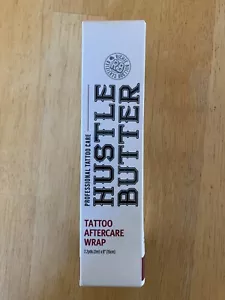 PROFESSIONAL TATTOO CARE
HUSTLE
BUTTER
TATTOO
AFTERCARE
WRAP